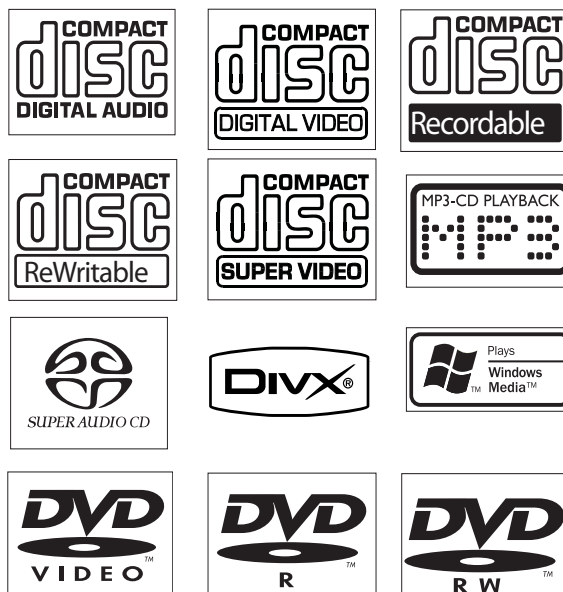 COMPACT
disc
DIGITAL AUDIO
COMPACT
disc
DIGITAL VIDEO
COMPACT
disc
Recordable
COMPACT
disc
ReWritable
COMPACT
disc
SUPER VIDEO
MP3-CD PLAYBACK
MP3
SUPER AUDIO CD
DIVX®
Plays
Windows
Media™
TM
DVD
TM
VIDEO
DVD
TM
R
DVD
TM
R W